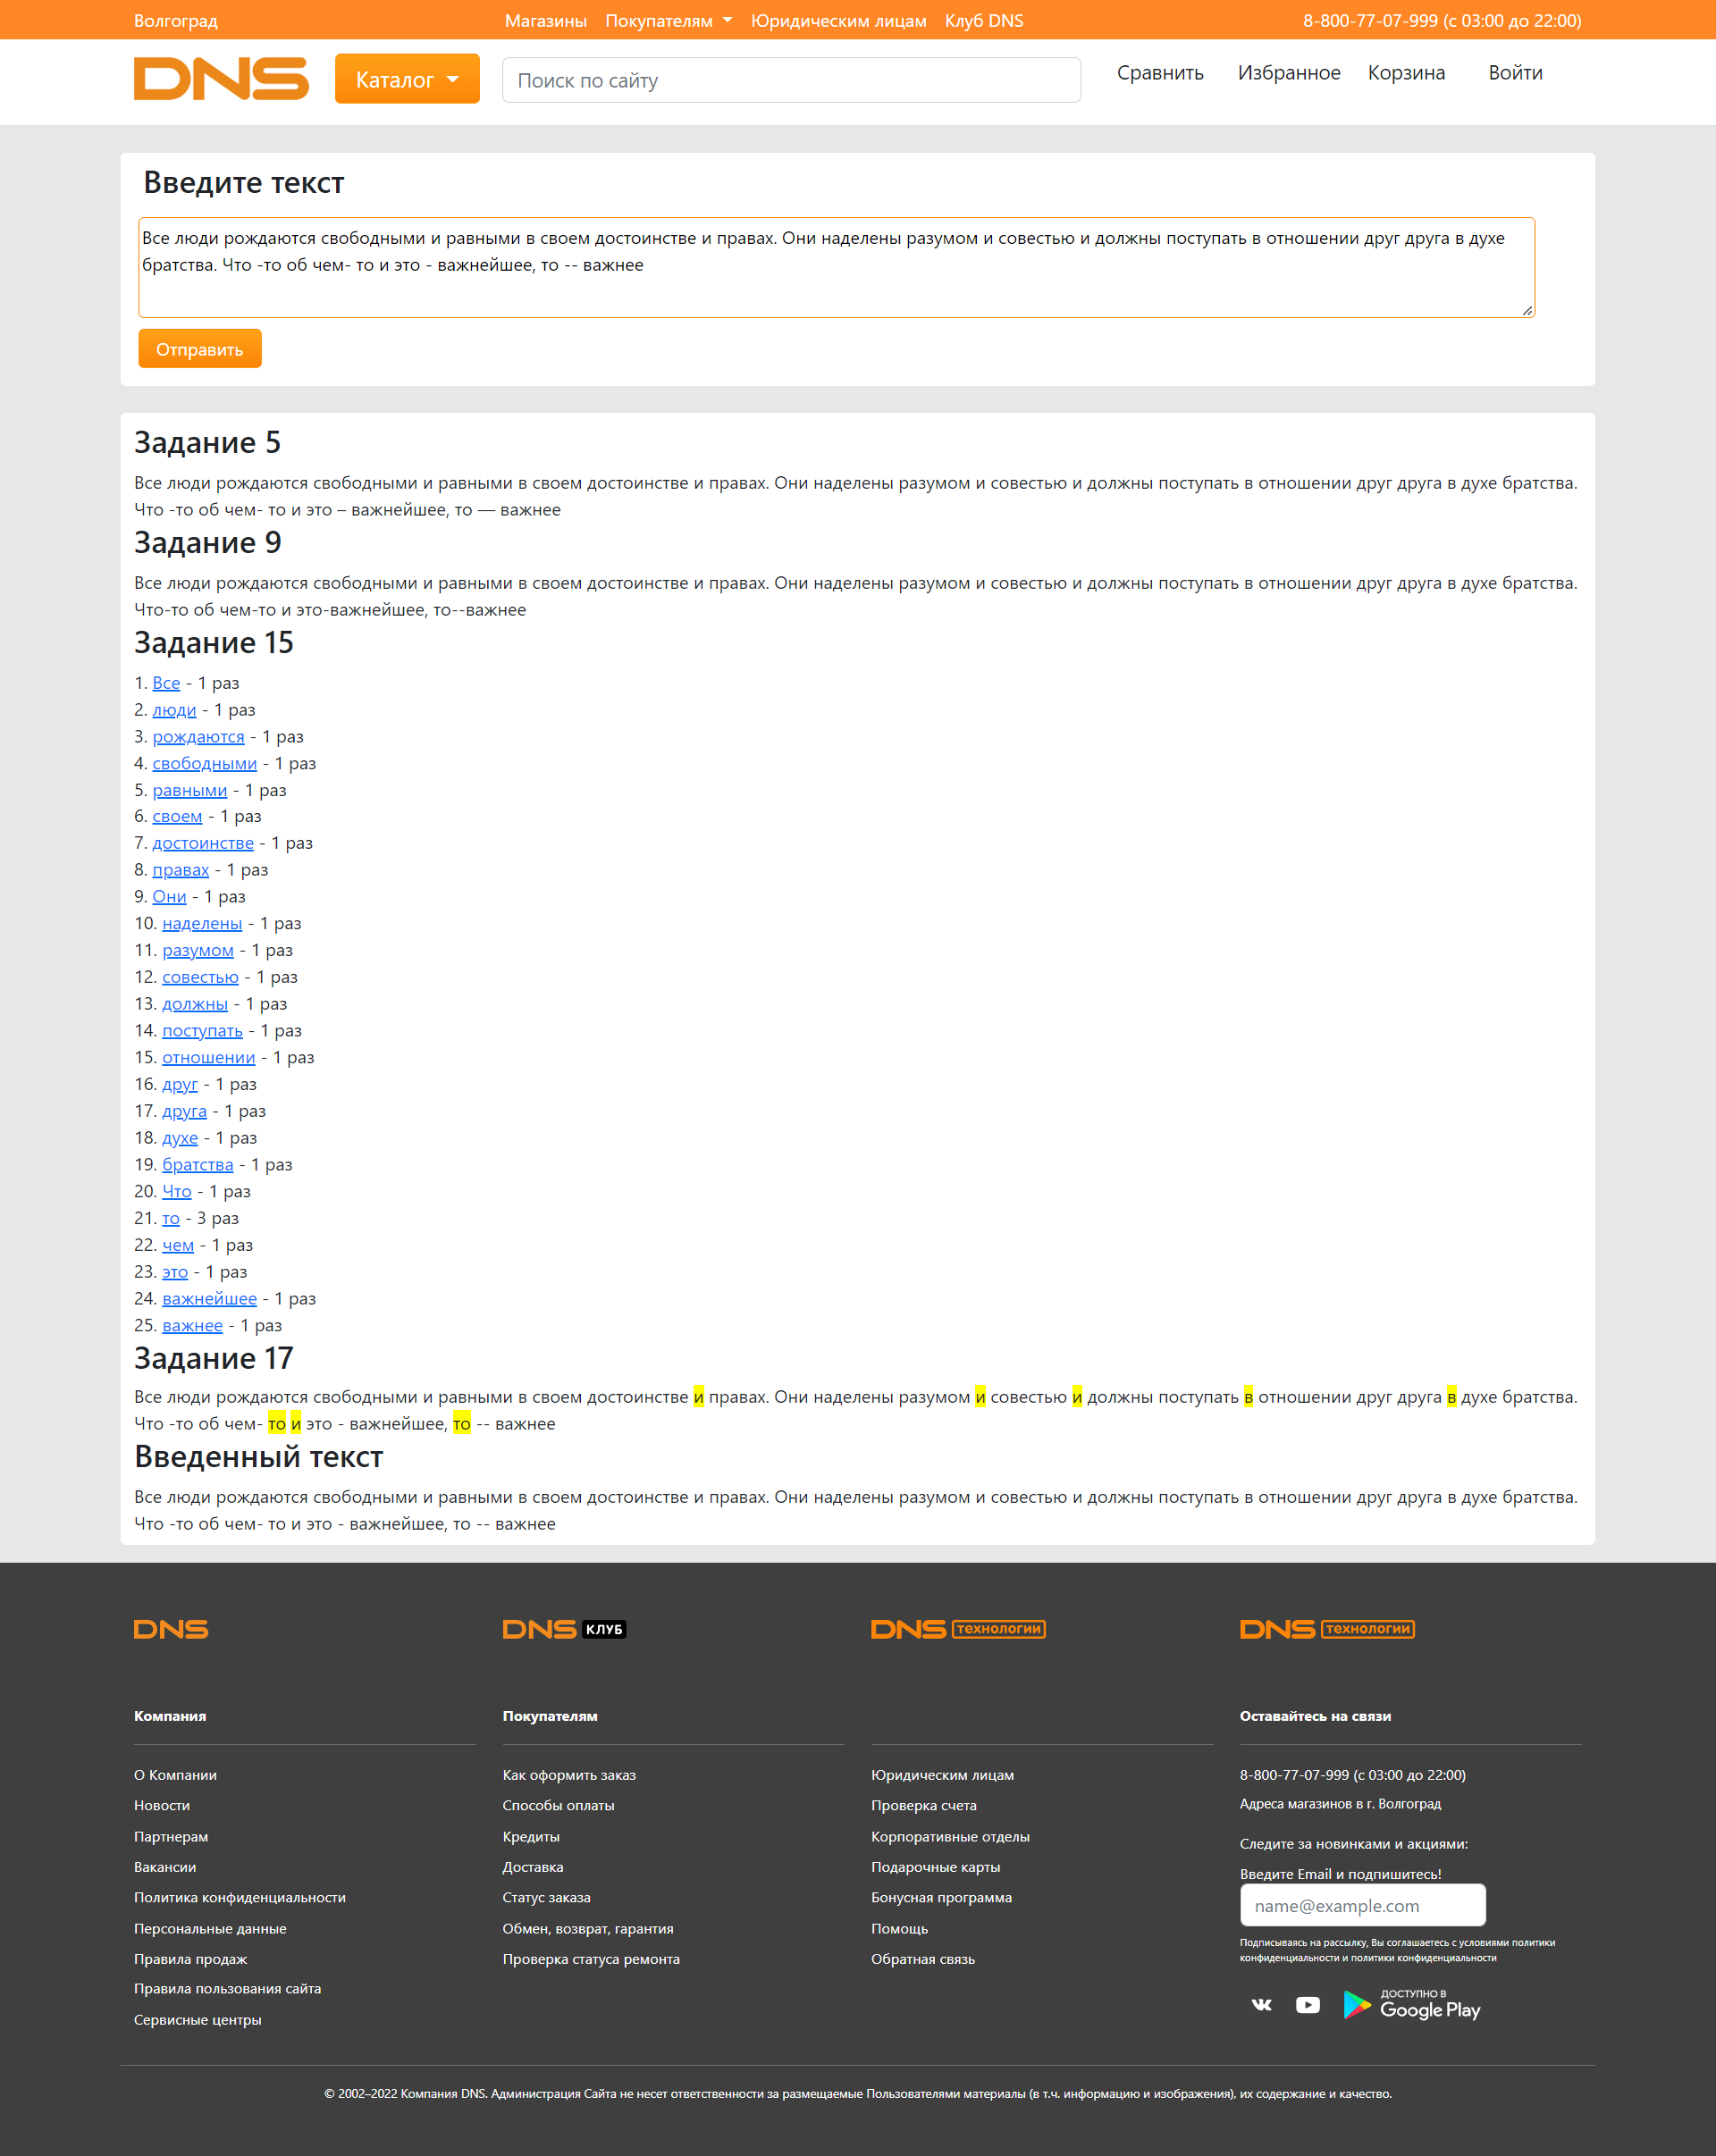 Волгоград Магазины Покупателям Юридическим лицам Клуб DNS 8-800-77-07-999 (с 03:00 до 22:00)
DNS Каталог Поиск по сайту Сравнить Избранное Корзина Войти
Введите текст
Все люди рождаются свободными и равными в своем достоинстве и правах. Они наделены разумом и совестью и должны поступать в отношении друг друга в духе
братства. Что -то об чем- то и это - важнейшее, то -- важнее
Отправить
Задание 5
Все люди рождаются свободными и равными в своем достоинстве и правах. Они наделены разумом и совестью и должны поступать в отношении друг друга в духе братства.
Что -то об чем- то и это – важнейшее, то — важнее
Задание 9
Все люди рождаются свободными и равными в своем достоинстве и правах. Они наделены разумом и совестью и должны поступать в отношении друг друга в духе братства.
Что-то об чем-то и это-важнейшее, то--важнее
Задание 15
1. Все - 1 раз
2. люди - 1 раз
3. рождаются - 1 раз
4. свободными - 1 раз
5. равными - 1 раз
6. своем - 1 раз
7. достоинстве - 1 раз
8. правах - 1 раз
9. Они - 1 раз
10. наделены - 1 раз
11. разумом - 1 раз
12. совестью - 1 раз
13. должны - 1 раз
14. поступать - 1 раз
15. отношении - 1 раз
16. друг - 1 раз
17. друга - 1 раз
18. духе - 1 раз
19. братства - 1 раз
20. Что - 1 раз
21. то - 3 раз
22. чем - 1 раз
23. это - 1 раз
24. важнейшее - 1 раз
25. важнее - 1 раз
Задание 17
Все люди рождаются свободными и равными в своем достоинстве и правах. Они наделены разумом и совестью и должны поступать в отношении друг друга в духе братства.
Что -то об чем- то и это - важнейшее, то -- важнее
Введенный текст
Все люди рождаются свободными и равными в своем достоинстве и правах. Они наделены разумом и совестью и должны поступать в отношении друг друга в духе братства.
Что -то об чем- то и это - важнейшее, то -- важнее
DNS
DNS КЛУБ
DNS технологии
DNS технологии
Компания
О Компании
Новости
Партнерам
Вакансии
Политика конфиденциальности
Персональные данные
Правила продаж
Правила пользования сайта
Сервисные центры
Покупателям
Как оформить заказ
Способы оплаты
Кредиты
Доставка
Статус заказа
Обмен, возврат, гарантия
Проверка статуса ремонта
Юридическим лицам
Проверка счета
Корпоративные отделы
Подарочные карты
Бонусная программа
Помощь
Обратная связь
Оставайтесь на связи
8-800-77-07-999 (с 03:00 до 22:00)
Адреса магазинов в г. Волгоград
Следите за новинками и акциями:
Введите Email и подпишитесь!
name@example.com
Подписываясь на рассылку, Вы соглашаетесь с условиями политики
конфиденциальности и политики конфиденциальности
ДОСТУПНО В
Google Play
© 2002–2022 Компания DNS. Администрация Сайта не несет ответственности за размещаемые Пользователями материалы (в т.ч. информацию и изображения), их содержание и качество.